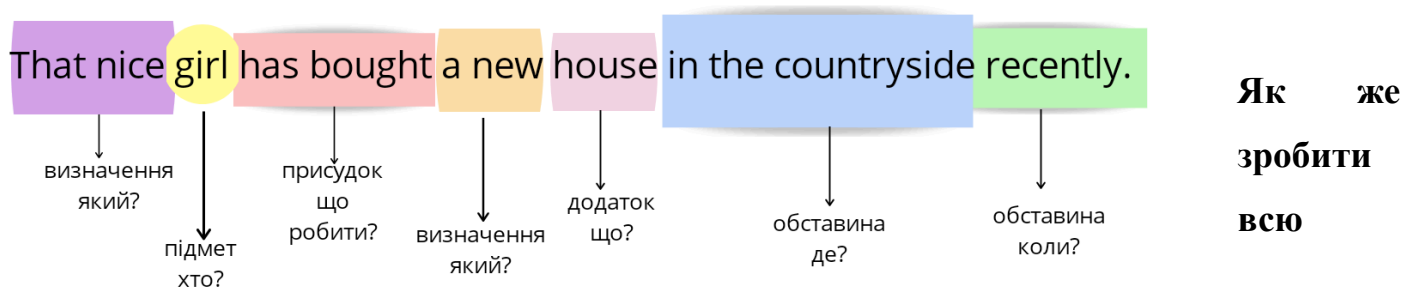 That nice girl has bought a new house in the countryside recently.
визначення
який?
підмет
хто?
присудок
що
робити?
визначення
який?
додаток
що?
обставина
де?
обставина
коли?
Як же
зробити
всю